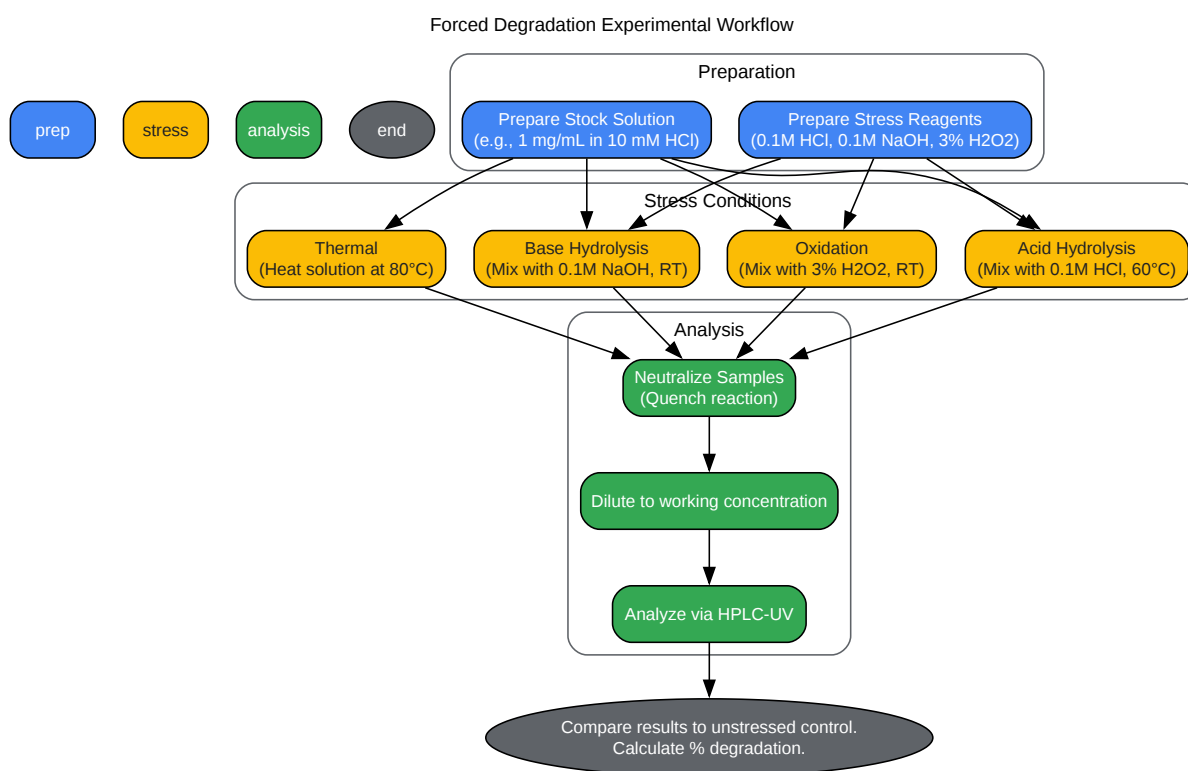 Forced Degradation Experimental Workflow
Preparation
prep
stress
analysis
end
Prepare Stock Solution
(e.g., 1 mg/mL in 10 mM HCl)
Prepare Stress Reagents
(0.1M HCl, 0.1M NaOH, 3% H2O2)
Stress Conditions
Thermal
(Heat solution at 80°C)
Base Hydrolysis
(Mix with 0.1M NaOH, RT)
Oxidation
(Mix with 3% H2O2, RT)
Acid Hydrolysis
(Mix with 0.1M HCl, 60°C)
Analysis
Neutralize Samples
(Quench reaction)
Dilute to working concentration
Analyze via HPLC-UV
Compare results to unstressed control.
Calculate % degradation.